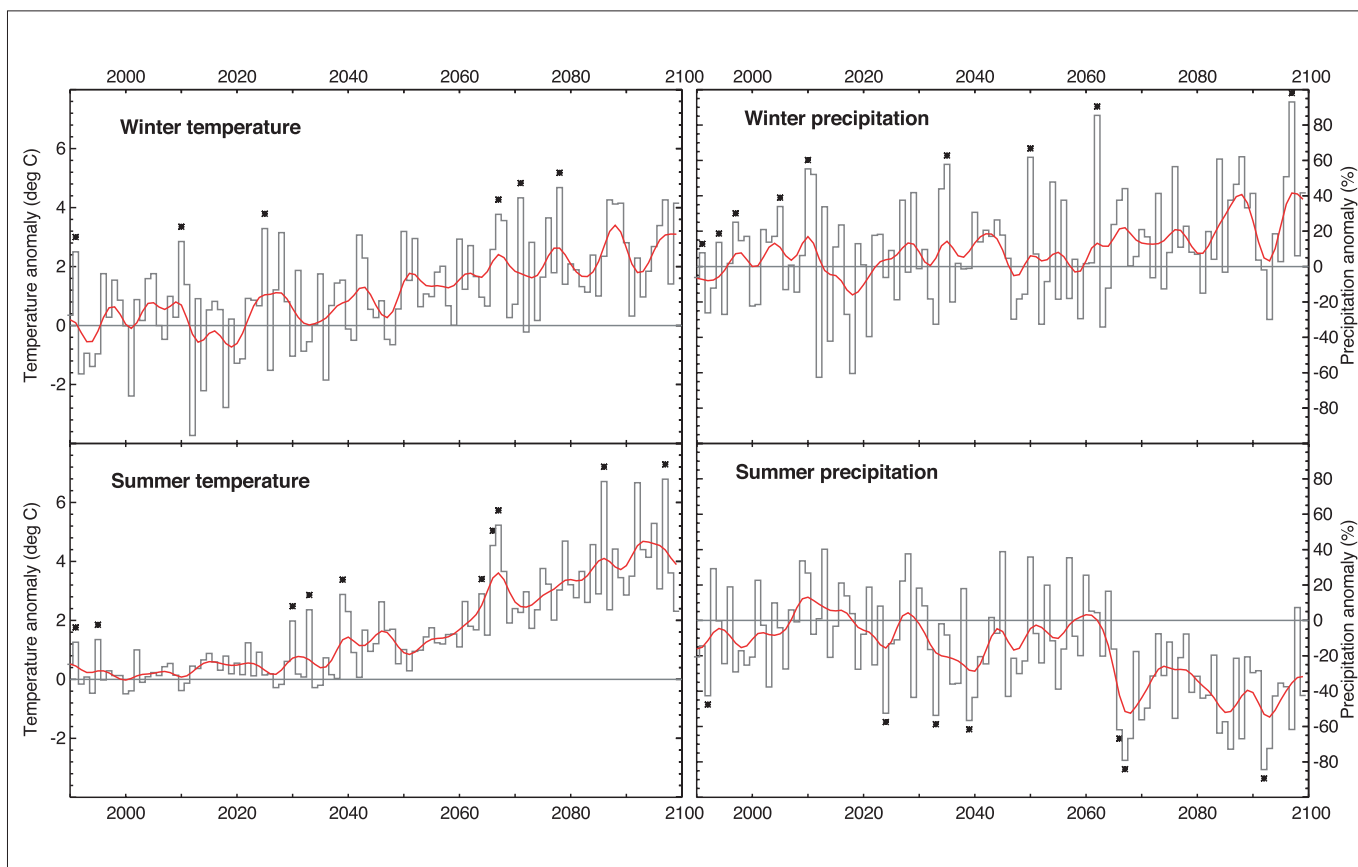 2000 2020 2040 2060 2080 2100
2000 2020 2040 2060 2080 2100
Winter temperature
Temperature anomaly (deg C)
6
4
2
0
-2
Winter precipitation
Precipitation anomaly (%)
80
60
40
20
0
-20
-40
-60
-80
Summer temperature
Temperature anomaly (deg C)
6
4
2
0
-2
Summer precipitation
Precipitation anomaly (%)
80
60
40
20
0
-20
-40
-60
-80
2000 2020 2040 2060 2080 2100
2000 2020 2040 2060 2080 2100